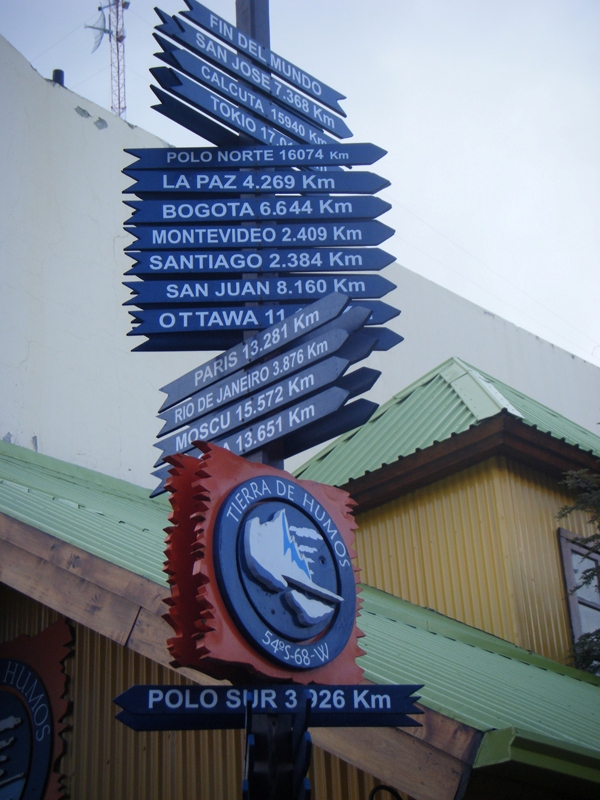 FIN DEL MUNDO
SAN JOSE 7.368 Km
CALCUTA 15940 Km
TOKIO
POLO NORTE 16074 Km
LA PAZ 4.269 Km
BOGOTA 6.644 Km
MONTEVIDEO 2.409 Km
SANTIAGO 2.384 Km
SAN JUAN 8.160 Km
OTTAWA 11
PARIS 13.281 Km
RIO DE JANEIRO 3.876 Km
MOSCU 15.572 Km
A 13.651 Km
TIERRA DE HUMOS
54ºS-68-W
POLO SUR 3.926 Km
HUMOS